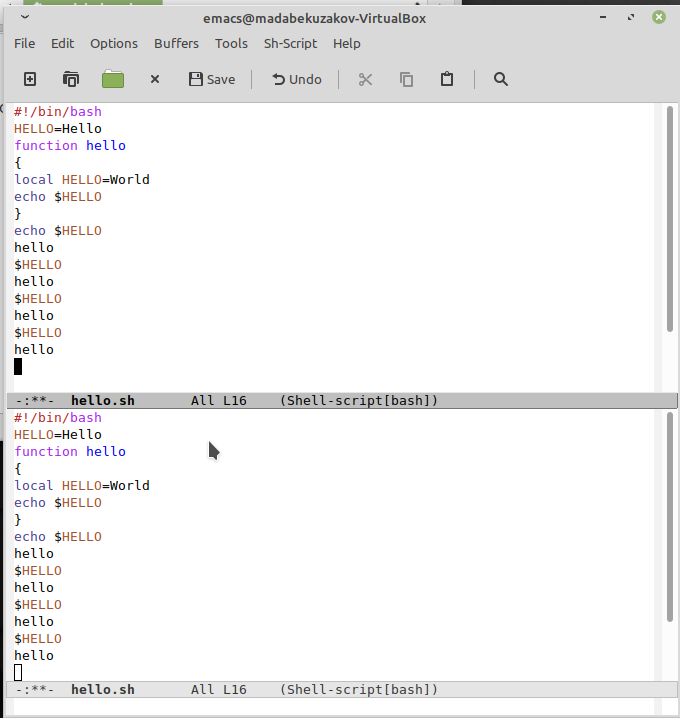 emacs@madabekuzakov-VirtualBox
File Edit Options Buffers Tools Sh-Script Help
Save Undo
#!/bin/bash
HELLO=Hello
function hello
{
local HELLO=World
echo $HELLO
}
echo $HELLO
hello
$HELLO
hello
$HELLO
hello
$HELLO
hello
-:**-  hello.sh       All L16    (Shell-script[bash])
#!/bin/bash
HELLO=Hello
function hello
{
local HELLO=World
echo $HELLO
}
echo $HELLO
hello
$HELLO
hello
$HELLO
hello
$HELLO
hello
-:**-  hello.sh       All L16    (Shell-script[bash])